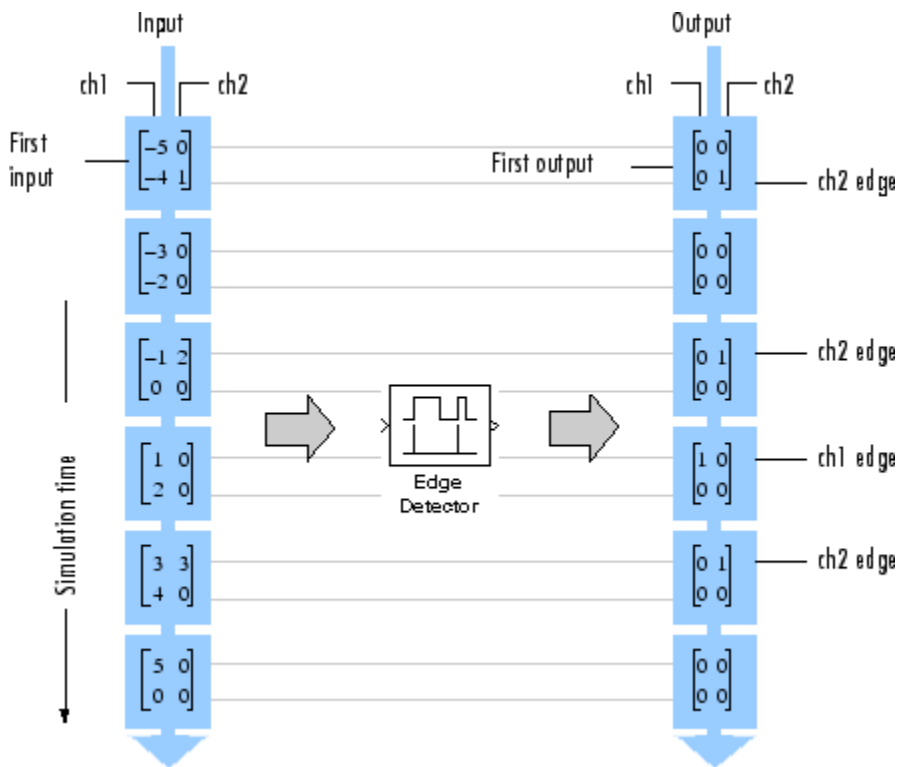 Input
Output
ch1 ch2
ch1 ch2
First
input
−5 0
−4 1
First output
0 0
0 1
ch2 edge
−3 0
−2 0
0 0
0 0
−1 2
0 0
0 1
0 0
ch2 edge
Simulation time
1 0
2 0
Edge
Detector
1 0
0 0
ch1 edge
3 3
4 0
0 1
0 0
ch2 edge
5 0
0 0
0 0
0 0